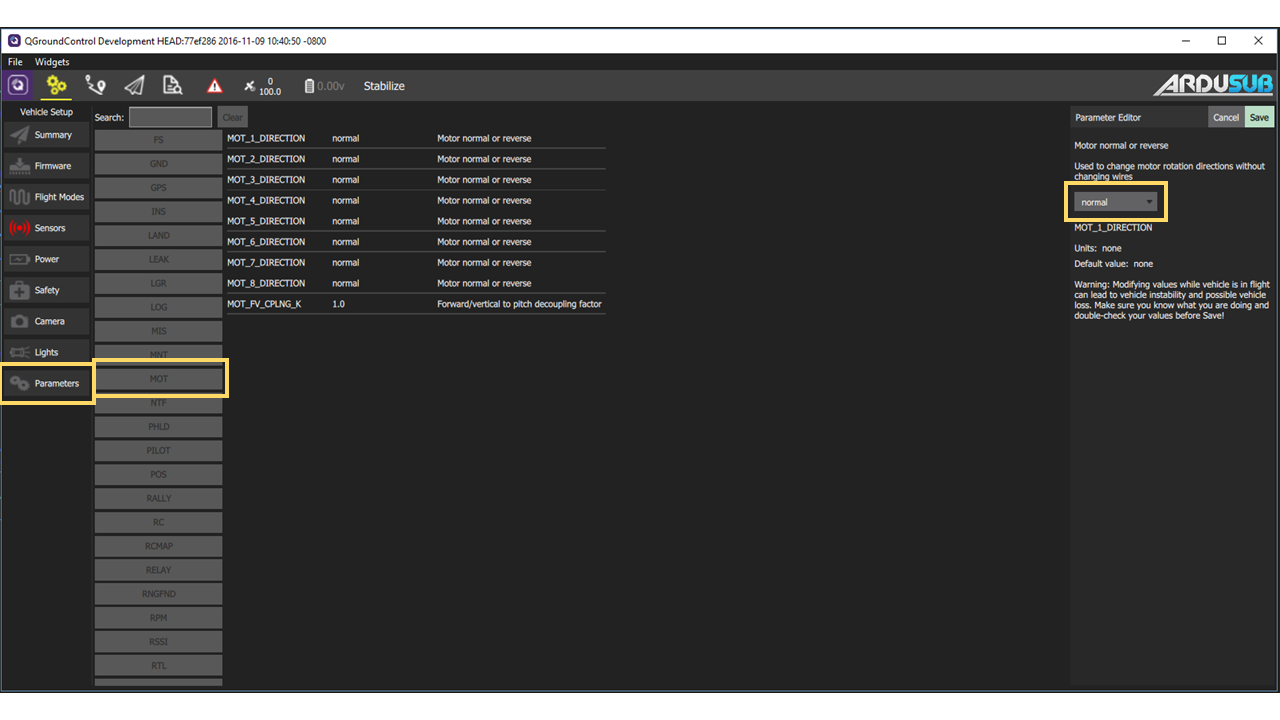 QGroundControl Development HEAD:77ef286 2016-11-09 10:40:50 -0800
File Widgets
0
100.0
0.00v
Stabilize
ARDUSUB
Vehicle Setup
Summary
Firmware
Flight Modes
Sensors
Power
Safety
Camera
Lights
Parameters
Search:
Clear
FS
GND
GPS
INS
LAND
LEAK
LGR
LOG
MIS
MNT
MOT
NTF
PHLD
PILOT
POS
RALLY
RC
RCMAP
RELAY
RNGFND
RPM
RSSI
RTL
MOT_1_DIRECTION normal Motor normal or reverse
MOT_2_DIRECTION normal Motor normal or reverse
MOT_3_DIRECTION normal Motor normal or reverse
MOT_4_DIRECTION normal Motor normal or reverse
MOT_5_DIRECTION normal Motor normal or reverse
MOT_6_DIRECTION normal Motor normal or reverse
MOT_7_DIRECTION normal Motor normal or reverse
MOT_8_DIRECTION normal Motor normal or reverse
MOT_FV_CPLNG_K 1.0 Forward/vertical to pitch decoupling factor
Parameter Editor
Cancel
Save
Motor normal or reverse
Used to change motor rotation directions without
changing wires
normal
MOT_1_DIRECTION
Units: none
Default value: none
Warning: Modifying values while vehicle is in flight
can lead to vehicle instability and possible vehicle
loss. Make sure you know what you are doing and
double-check your values before Save!